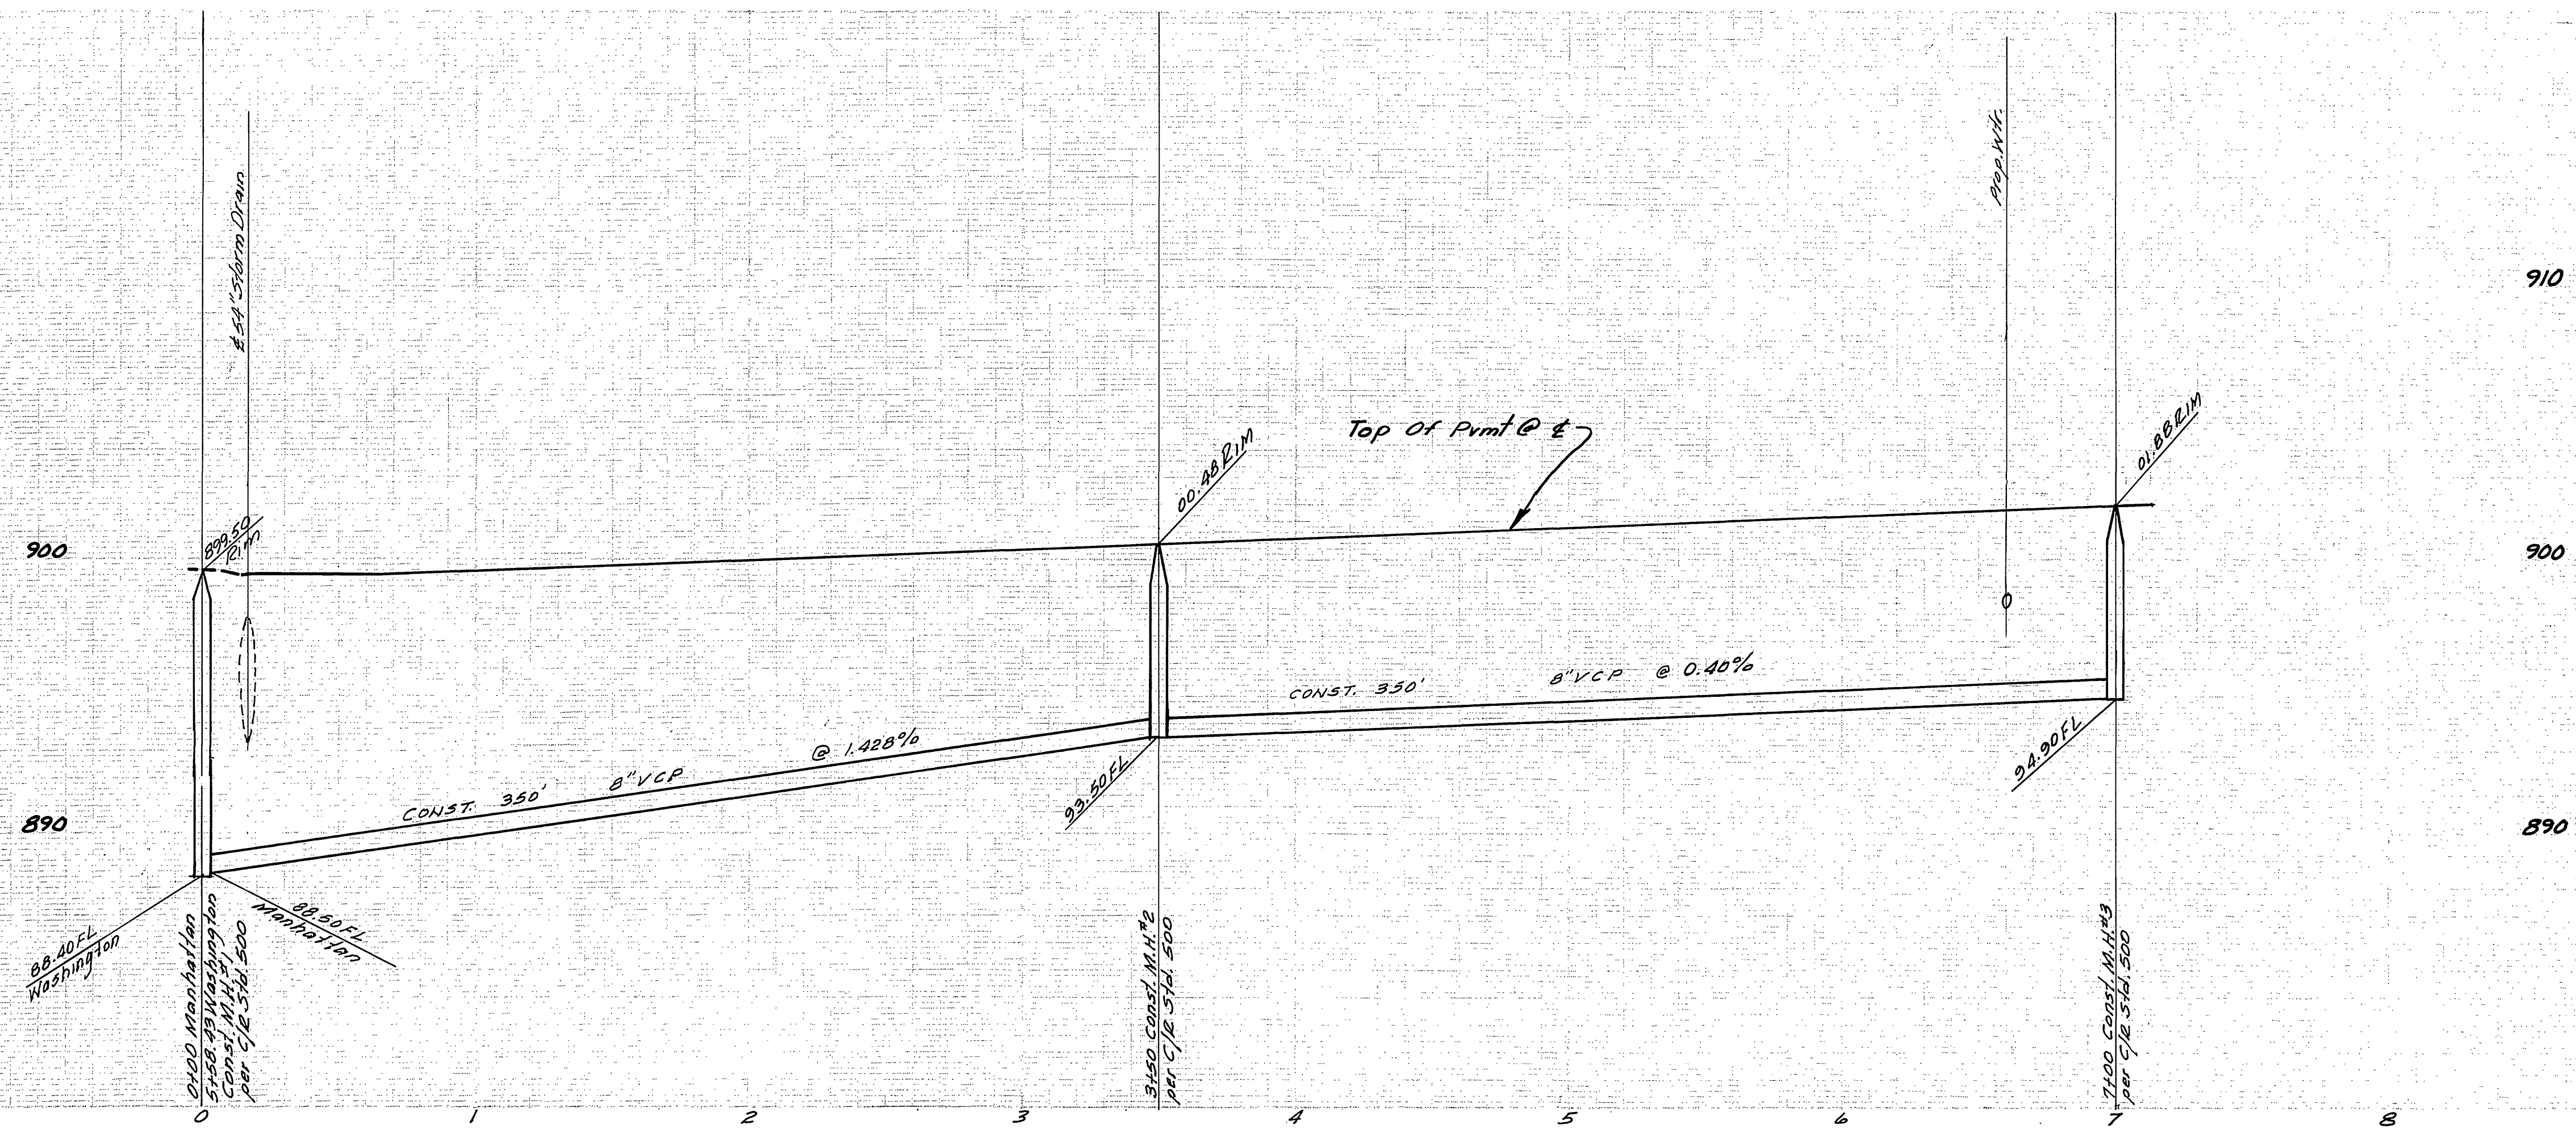 ℄ 54" Storm Drain
Prop. Wtr.
910
Top Of Pvmt @ ℄
00.48 RIM
01.88 RIM
899.50
Rim
900
900
CONST. 350' 8" VCP @ 0.40%
CONST. 350' 8" VCP @ 1.428%
93.50 FL
94.90 FL
890
890
88.40 FL
Washington
88.50 FL
Manhattan
0+00 Manhattan
5+58.43 Washington
Const. M.H. #1
per C/R Std. 500
3+50 Const. M.H. #2
per C/R Std. 500
7+00 Const. M.H. #3
per C/R Std. 500
0 1 2 3 4 5 6 7 8